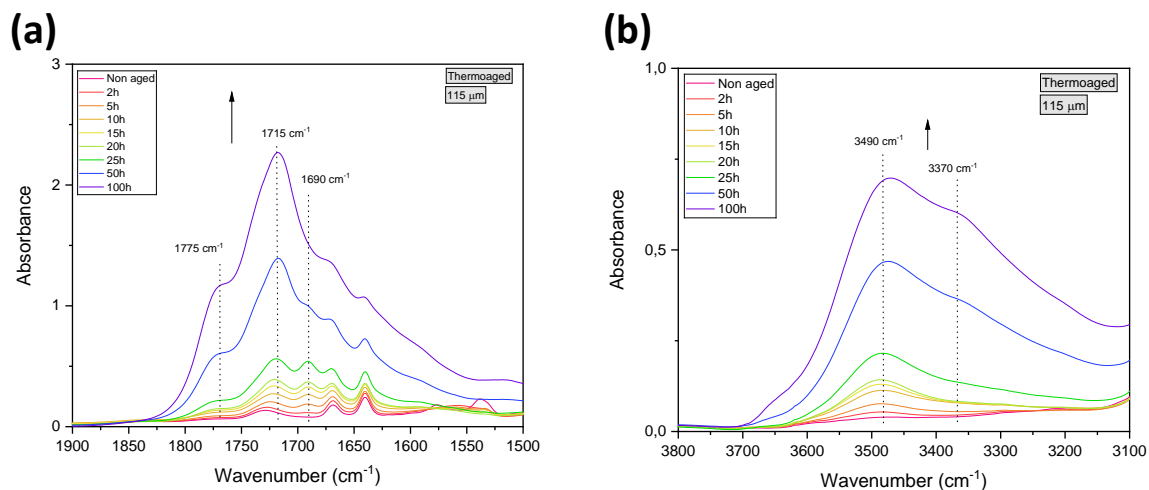 (a)
3
2
1
0
Absorbance
Non aged
2h
5h
10h
15h
20h
25h
50h
100h
Thermoaged
115 μm
1715 cm-1
1690 cm-1
1775 cm-1
1900 1850 1800 1750 1700 1650 1600 1550 1500
Wavenumber (cm-1)
(b)
1,0
0,5
0,0
Absorbance
Non aged
2h
5h
10h
15h
20h
25h
50h
100h
Thermoaged
115 μm
3490 cm-1
3370 cm-1
3800 3700 3600 3500 3400 3300 3200 3100
Wavenumber (cm-1)